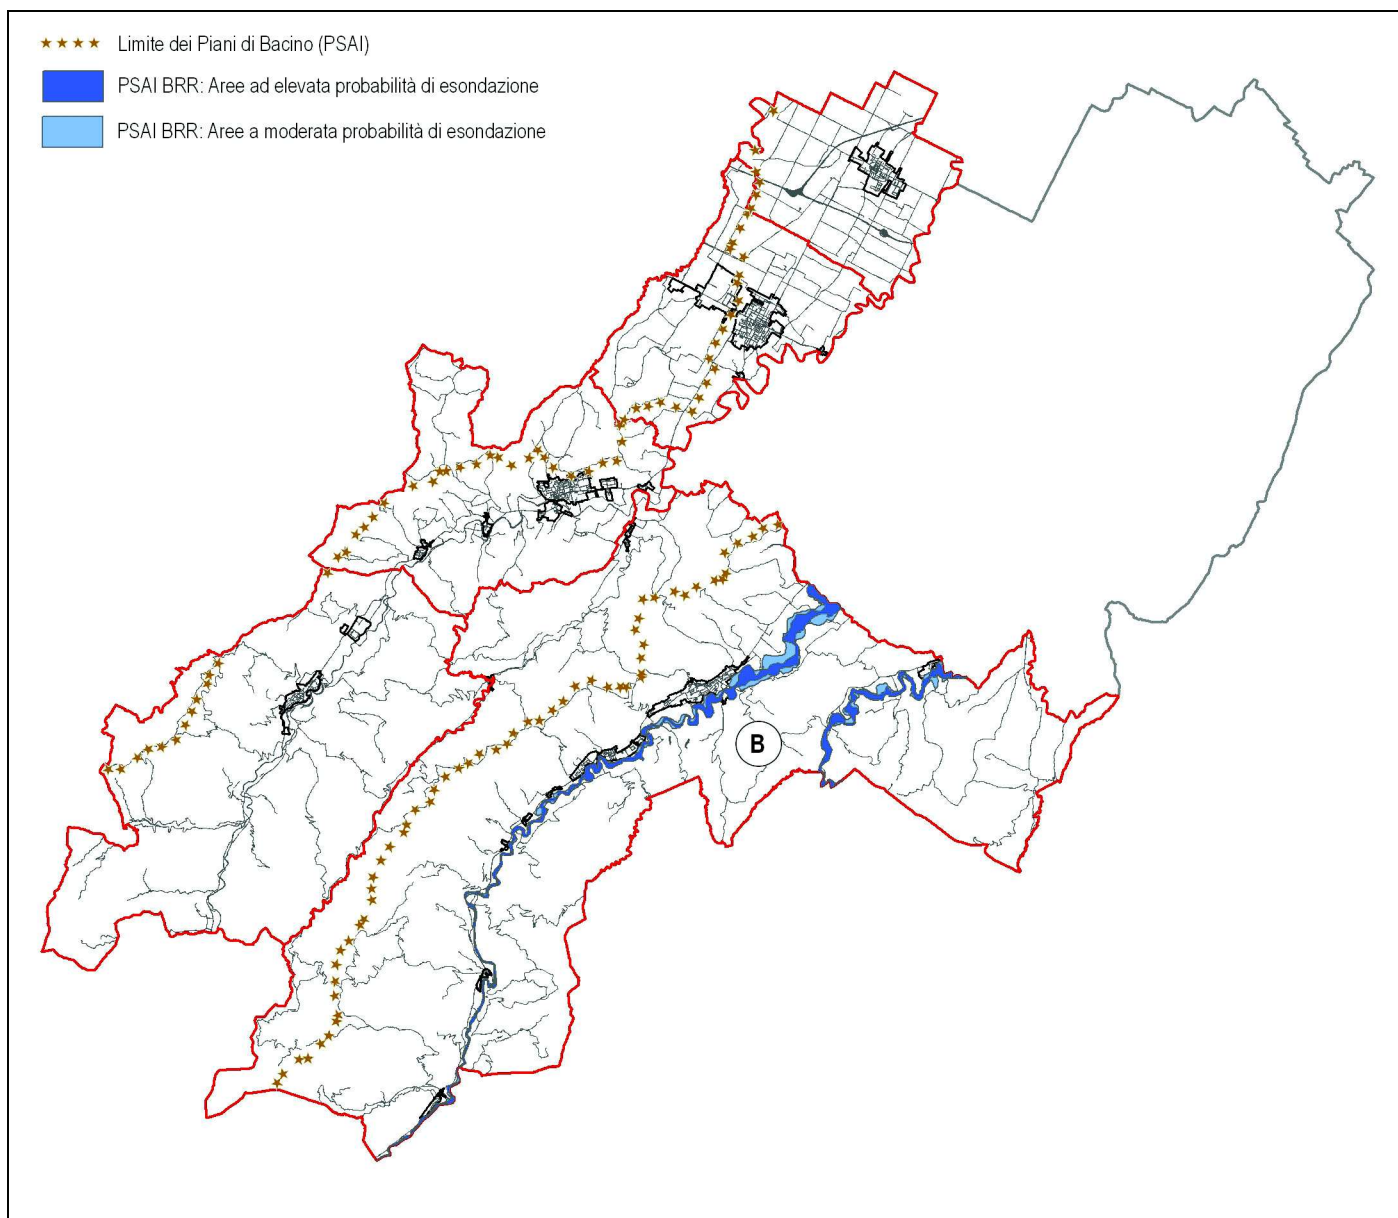 Limite dei Piani di Bacino (PSAI)
PSAI BRR: Aree ad elevata probabilità di esondazione
PSAI BRR: Aree a moderata probabilità di esondazione
B